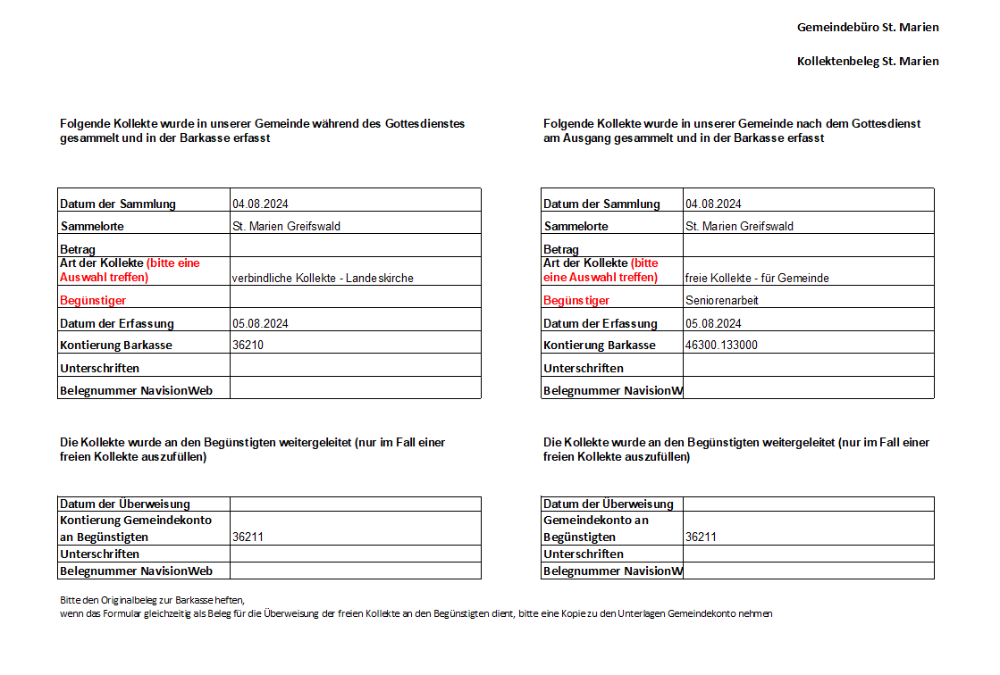 Gemeindebüro St. Marien
Kollektenbeleg St. Marien
Folgende Kollekte wurde in unserer Gemeinde während des Gottesdienstes
gesammelt und in der Barkasse erfasst
Datum der Sammlung 04.08.2024
Sammelorte St. Marien Greifswald
Betrag
Art der Kollekte (bitte eine
Auswahl treffen) verbindliche Kollekte - Landeskirche
Begünstiger
Datum der Erfassung 05.08.2024
Kontierung Barkasse 36210
Unterschriften
Belegnummer NavisionWeb
Die Kollekte wurde an den Begünstigten weitergeleitet (nur im Fall einer
freien Kollekte auszufüllen)
Datum der Überweisung
Kontierung Gemeindekonto
an Begünstigten 36211
Unterschriften
Belegnummer NavisionWeb
Folgende Kollekte wurde in unserer Gemeinde nach dem Gottesdienst
am Ausgang gesammelt und in der Barkasse erfasst
Datum der Sammlung 04.08.2024
Sammelorte St. Marien Greifswald
Betrag
Art der Kollekte (bitte
eine Auswahl treffen) freie Kollekte - für Gemeinde
Begünstiger Seniorenarbeit
Datum der Erfassung 05.08.2024
Kontierung Barkasse 46300.133000
Unterschriften
Belegnummer NavisionW
Die Kollekte wurde an den Begünstigten weitergeleitet (nur im Fall einer
freien Kollekte auszufüllen)
Datum der Überweisung
Gemeindekonto an
Begünstigten 36211
Unterschriften
Belegnummer NavisionW
Bitte den Originalbeleg zur Barkasse heften,
wenn das Formular gleichzeitig als Beleg für die Überweisung der freien Kollekte an den Begünstigten dient, bitte eine Kopie zu den Unterlagen Gemeindekonto nehmen